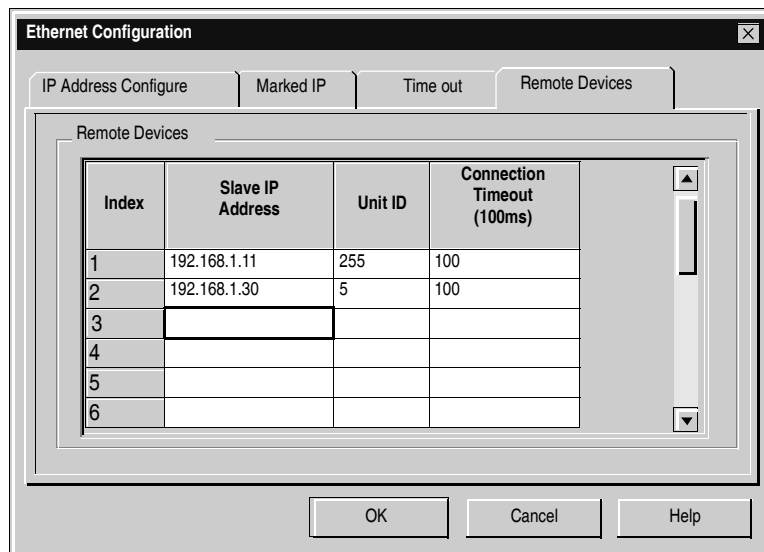 Ethernet Configuration
IP Address Configure Marked IP Time out Remote Devices
Remote Devices
Index Slave IP Address Unit ID Connection Timeout (100ms)
1 192.168.1.11 255 100
2 192.168.1.30 5 100
3
4
5
6
OK Cancel Help